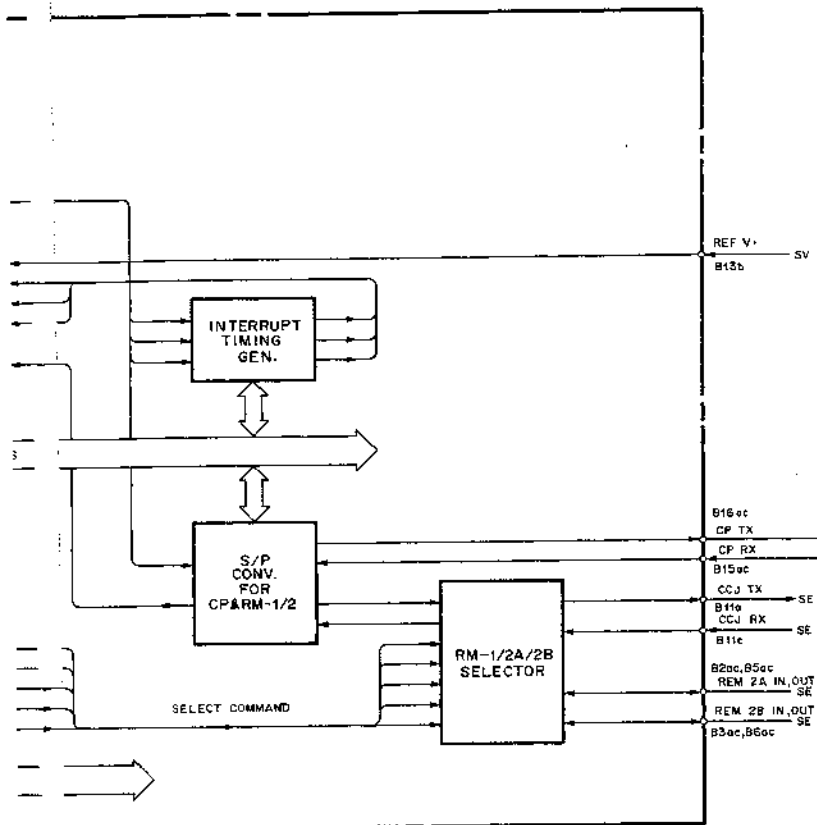 REF V+
SV
B13b
INTERRUPT
TIMING
GEN.
S
B16ac
CP TX
CP RX
B15ac
S/P
CONV.
FOR
CP&RM-1/2
CCJ TX
SE
B11a
CCJ RX
SE
B11c
RM-1/2A/2B
SELECTOR
B2ac,B5ac
REM 2A IN,OUT
SE
SELECT COMMAND
REM 2B IN,OUT
SE
B3ac,B6ac